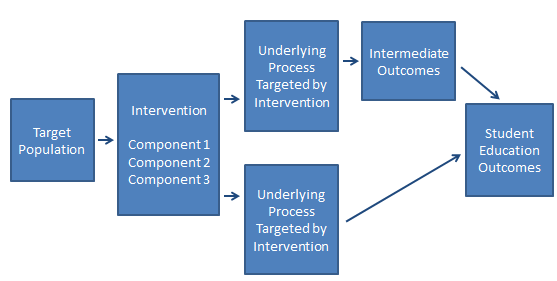 Target
Population
Intervention
Component 1
Component 2
Component 3
Underlying
Process
Targeted by
Intervention
Intermediate
Outcomes
Underlying
Process
Targeted by
Intervention
Student
Education
Outcomes